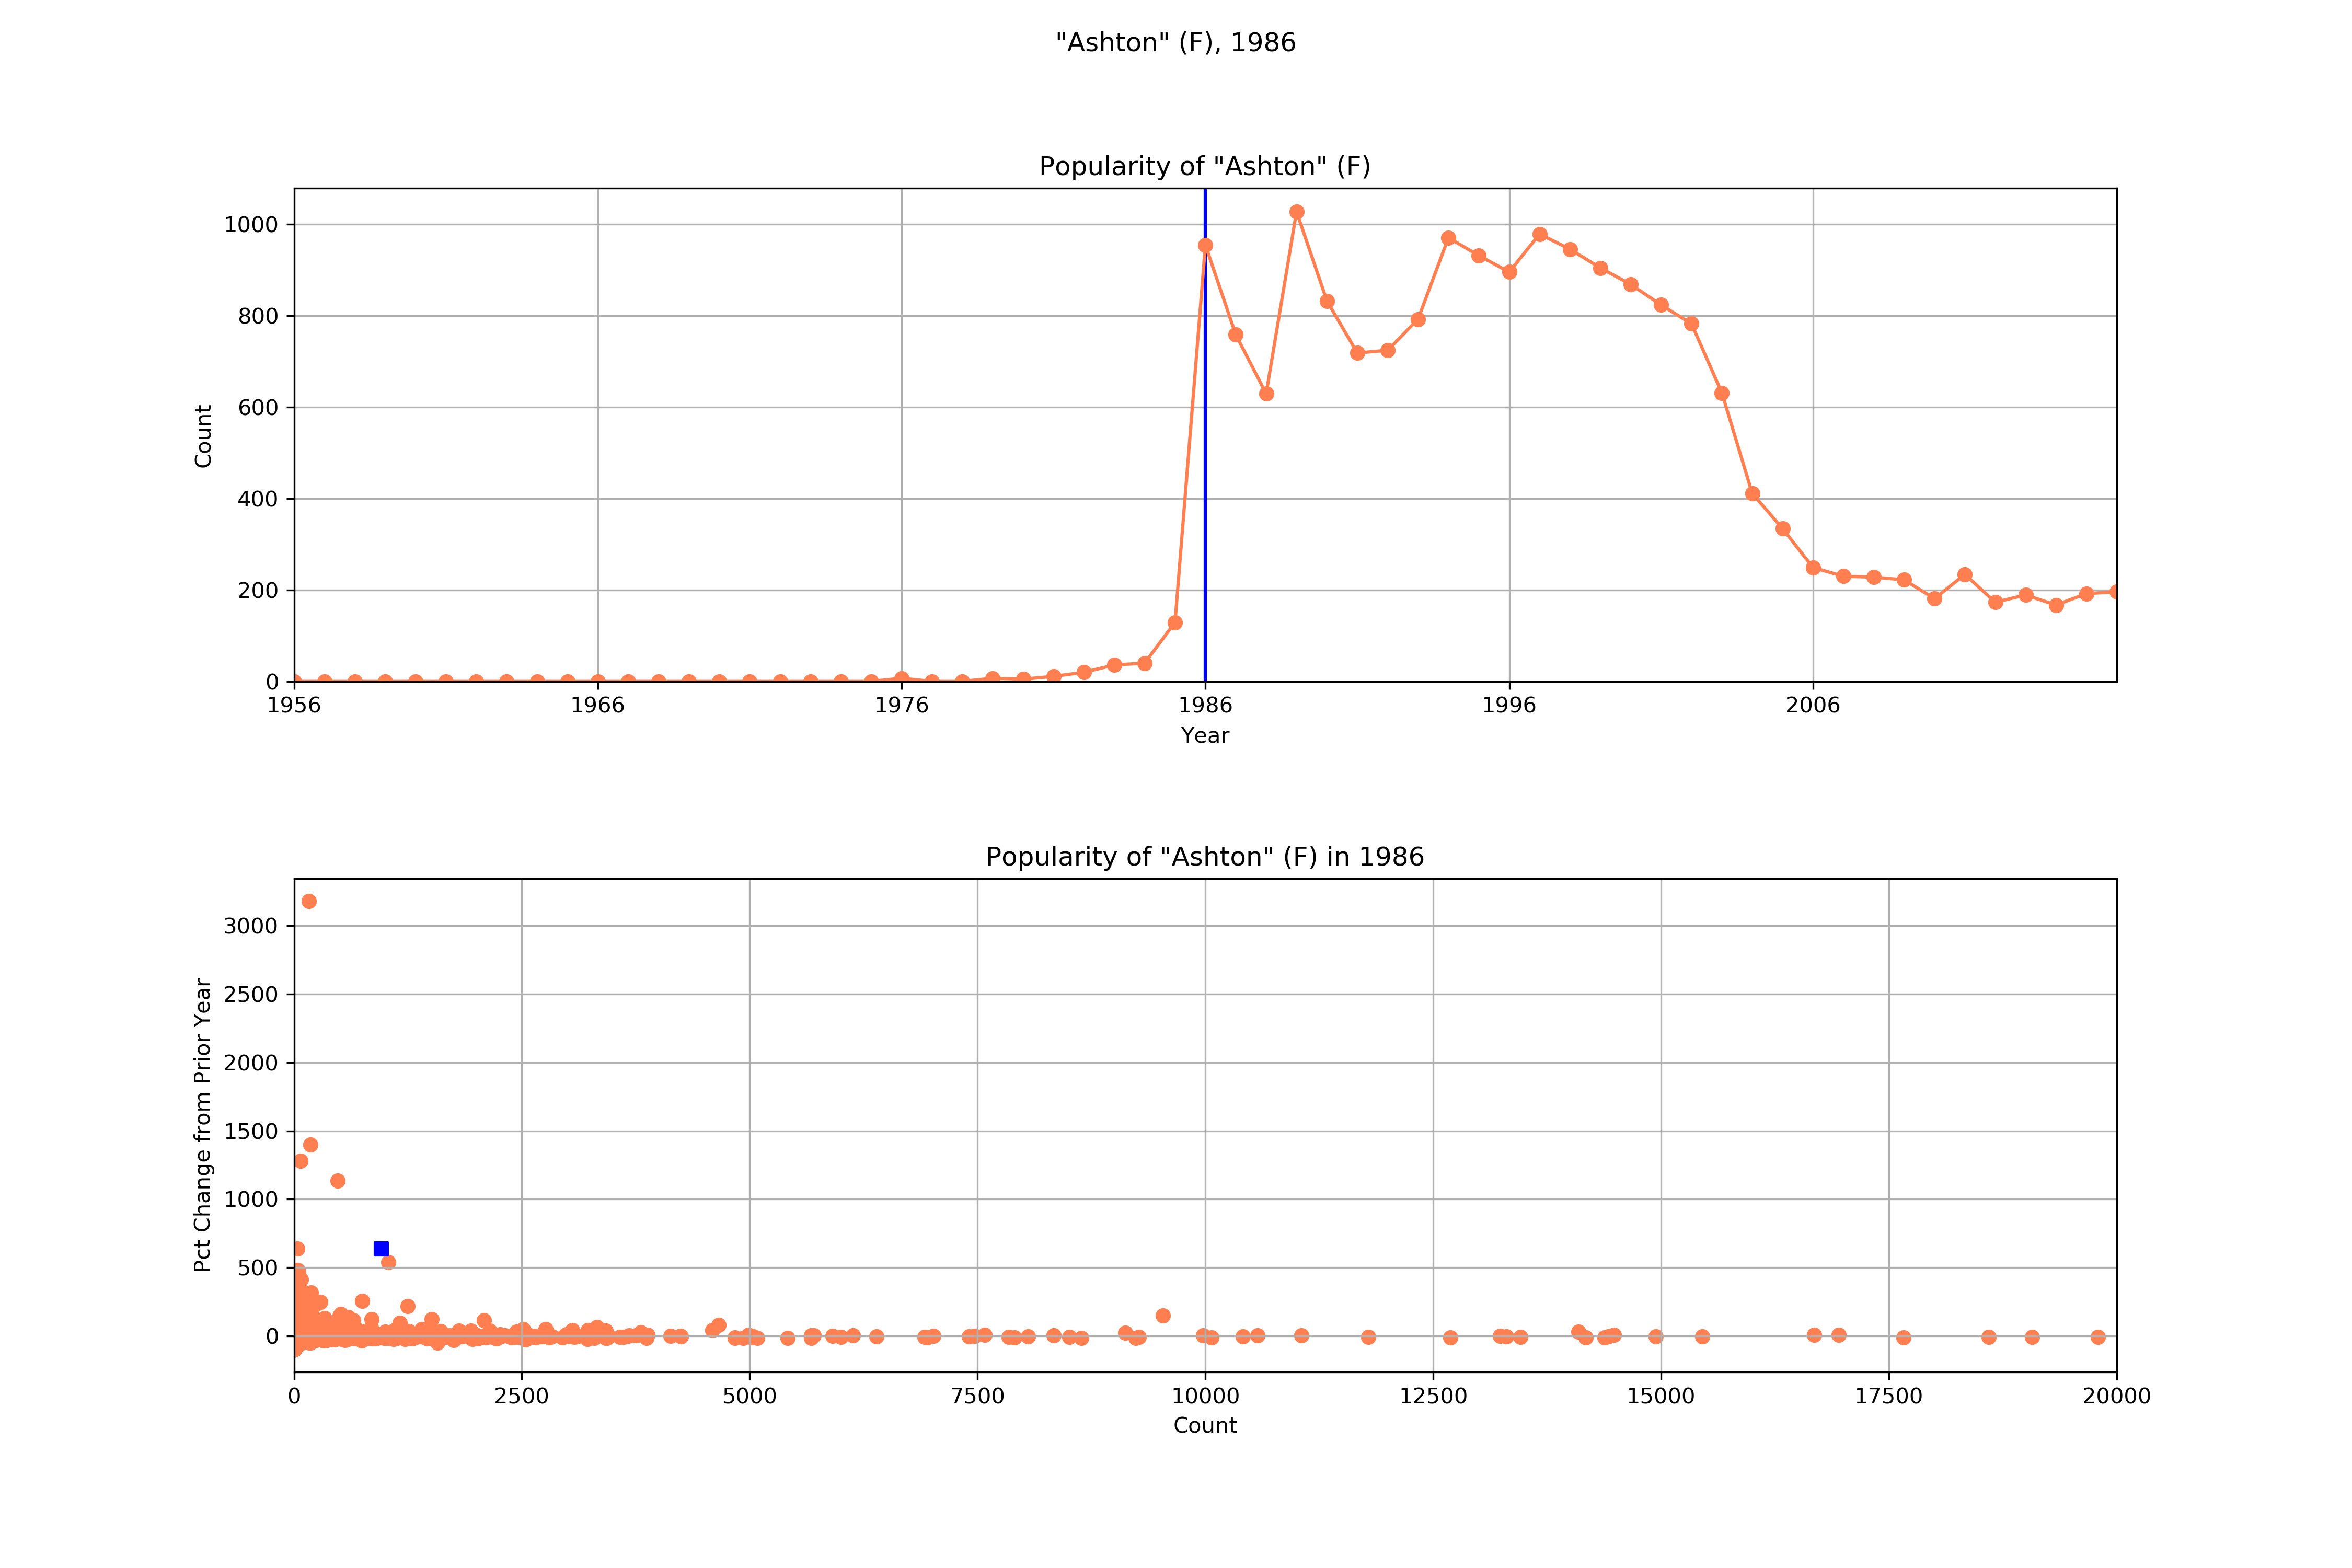 "Ashton" (F), 1986
Popularity of "Ashton" (F)
1000
800
600
400
200
0
Count
1956 1966 1976 1986 1996 2006
Year
Popularity of "Ashton" (F) in 1986
3000
2500
2000
1500
1000
500
0
Pct Change from Prior Year
0 2500 5000 7500 10000 12500 15000 17500 20000
Count